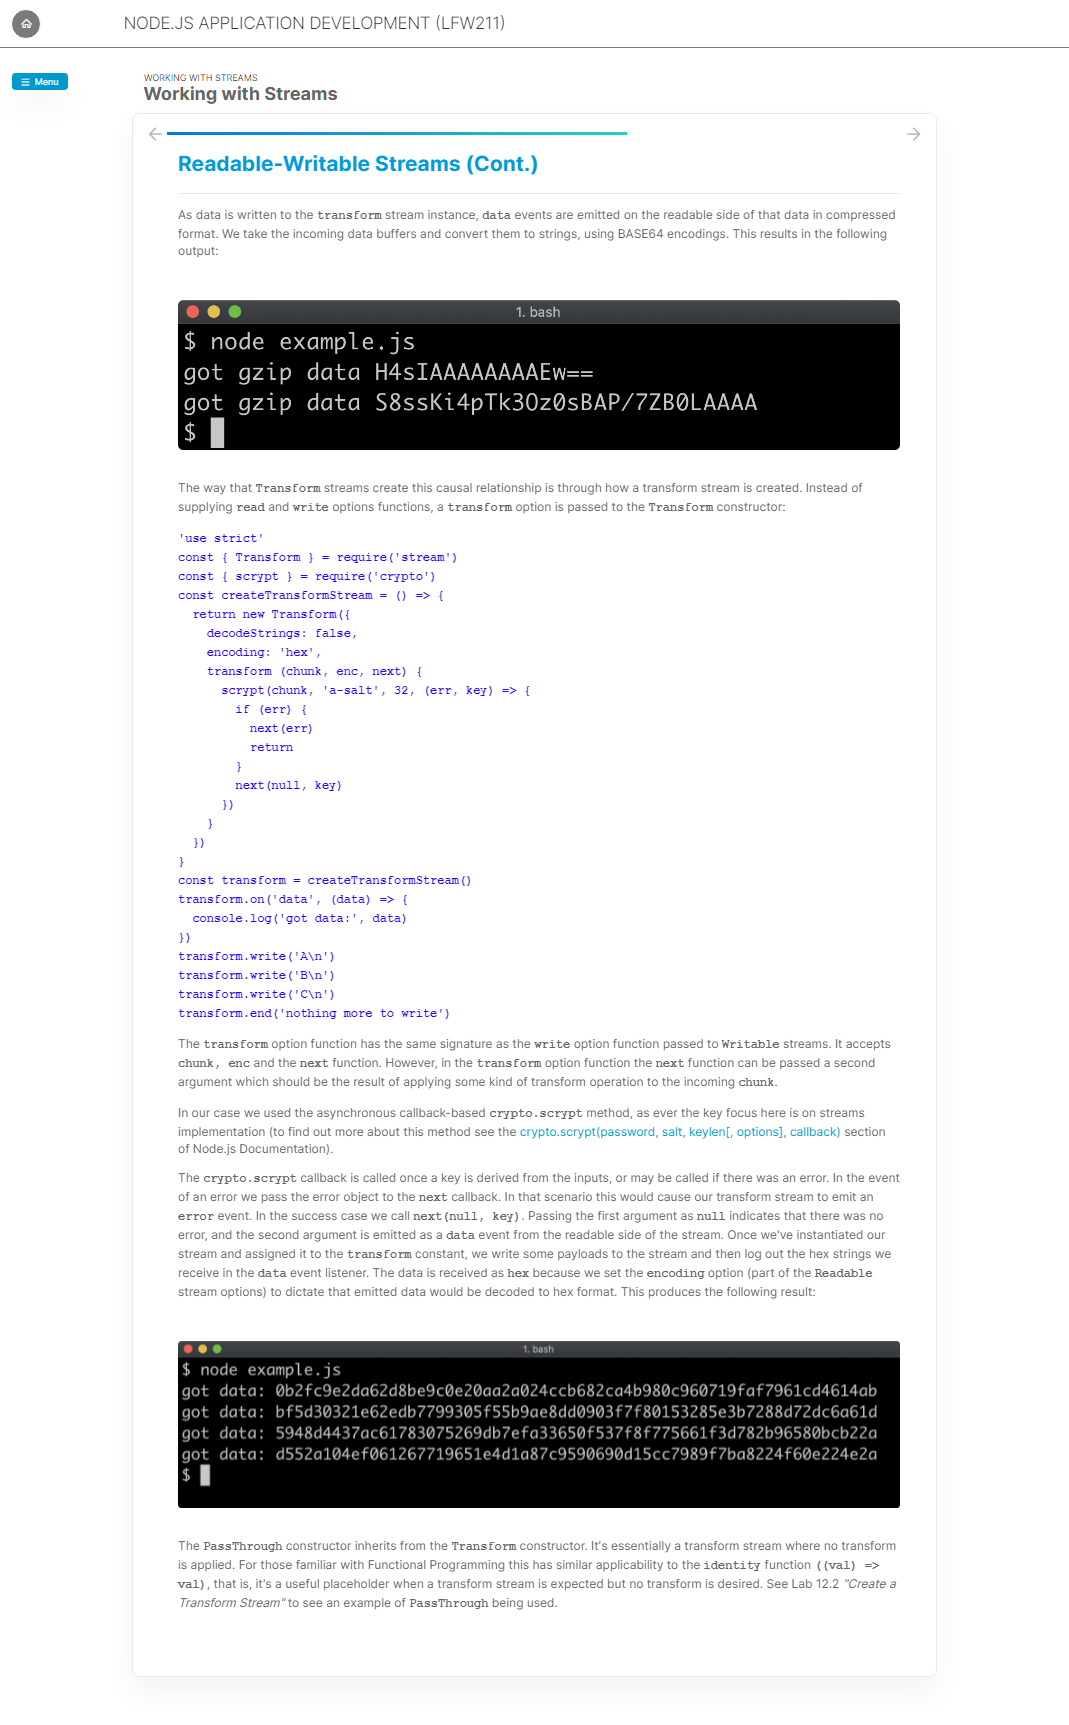 NODE.JS APPLICATION DEVELOPMENT (LFW211)
Menu
WORKING WITH STREAMS
Working with Streams
Readable-Writable Streams (Cont.)
As data is written to the transform stream instance, data events are emitted on the readable side of that data in compressed
format. We take the incoming data buffers and convert them to strings, using BASE64 encodings. This results in the following
output:
1. bash
$ node example.js
got gzip data H4sIAAAAAAAAEw==
got gzip data S8ssKi4pTk3Oz0sBAP/7ZB0LAAAA
$
The way that Transform streams create this causal relationship is through how a transform stream is created. Instead of
supplying read and write options functions, a transform option is passed to the Transform constructor:
'use strict'
const { Transform } = require('stream')
const { scrypt } = require('crypto')
const createTransformStream = () => {
  return new Transform({
    decodeStrings: false,
    encoding: 'hex',
    transform (chunk, enc, next) {
      scrypt(chunk, 'a-salt', 32, (err, key) => {
        if (err) {
          next(err)
          return
        }
        next(null, key)
      })
    }
  })
}
const transform = createTransformStream()
transform.on('data', (data) => {
  console.log('got data:', data)
})
transform.write('A\n')
transform.write('B\n')
transform.write('C\n')
transform.end('nothing more to write')
The transform option function has the same signature as the write option function passed to Writable streams. It accepts
chunk, enc and the next function. However, in the transform option function the next function can be passed a second
argument which should be the result of applying some kind of transform operation to the incoming chunk.
In our case we used the asynchronous callback-based crypto.scrypt method, as ever the key focus here is on streams
implementation (to find out more about this method see the crypto.scrypt(password, salt, keylen[, options], callback) section
of Node.js Documentation).
The crypto.scrypt callback is called once a key is derived from the inputs, or may be called if there was an error. In the event
of an error we pass the error object to the next callback. In that scenario this would cause our transform stream to emit an
error event. In the success case we call next(null, key). Passing the first argument as null indicates that there was no
error, and the second argument is emitted as a data event from the readable side of the stream. Once we've instantiated our
stream and assigned it to the transform constant, we write some payloads to the stream and then log out the hex strings we
receive in the data event listener. The data is received as hex because we set the encoding option (part of the Readable
stream options) to dictate that emitted data would be decoded to hex format. This produces the following result:
1. bash
$ node example.js
got data: 0b2fc9e2da62d8be9c0e20aa2a024ccb682ca4b980c960719faf7961cd4614ab
got data: bf5d30321e62edb7799305f55b9ae8dd0903f7f80153285e3b7288d72dc6a61d
got data: 5948d4437ac61783075269db7efa33650f537f8f775661f3d782b96580bcb22a
got data: d552a104ef061267719651e4d1a87c9590690d15cc7989f7ba8224f60e224e2a
$
The PassThrough constructor inherits from the Transform constructor. It's essentially a transform stream where no transform
is applied. For those familiar with Functional Programming this has similar applicability to the identity function ((val) =>
val), that is, it's a useful placeholder when a transform stream is expected but no transform is desired. See Lab 12.2 "Create a
Transform Stream" to see an example of PassThrough being used.